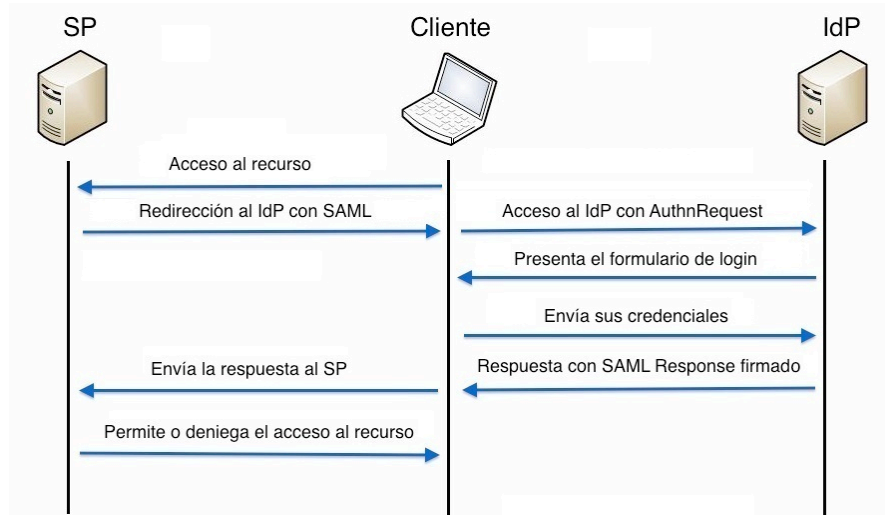 SP
Cliente
IdP
Acceso al recurso
Redirección al IdP con SAML
Acceso al IdP con AuthnRequest
Presenta el formulario de login
Envía sus credenciales
Respuesta con SAML Response firmado
Envía la respuesta al SP
Permite o deniega el acceso al recurso